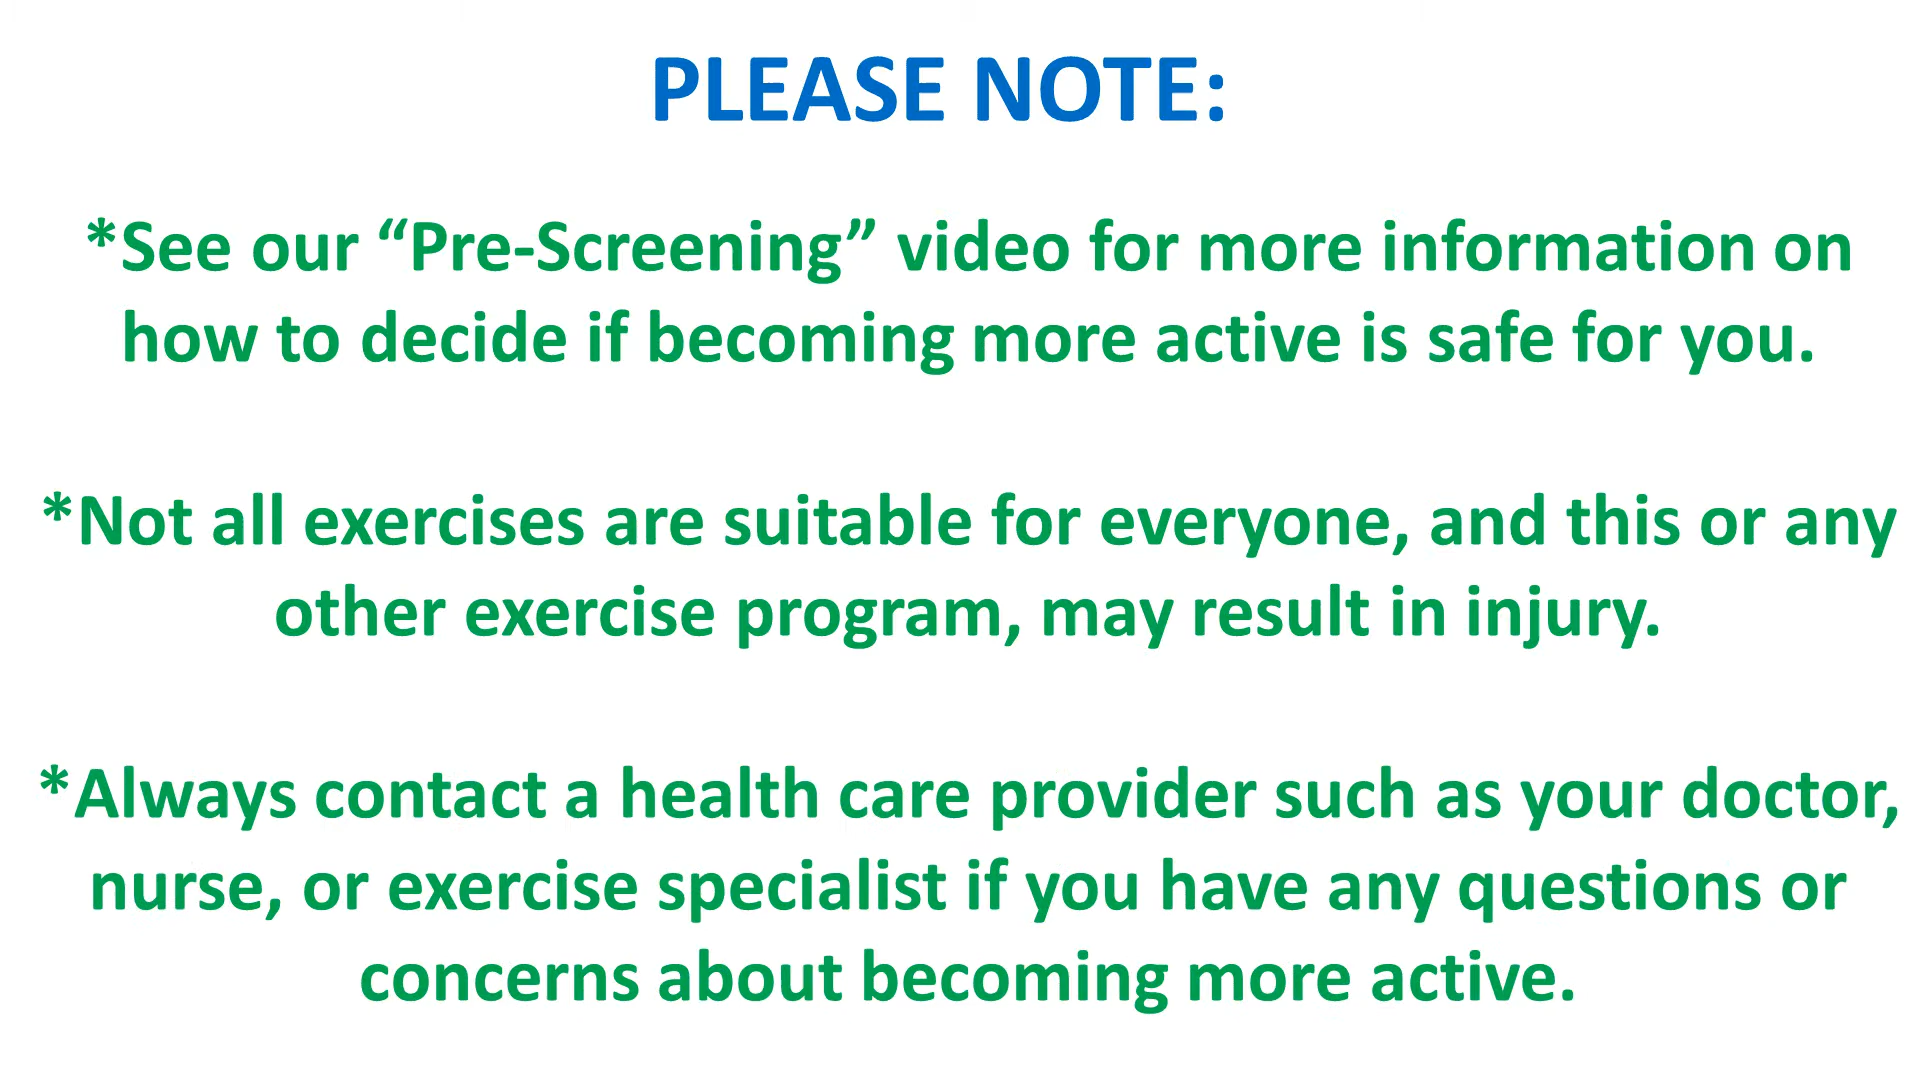 PLEASE NOTE:
*See our “Pre-Screening” video for more information on
how to decide if becoming more active is safe for you.
*Not all exercises are suitable for everyone, and this or any
other exercise program, may result in injury.
*Always contact a health care provider such as your doctor,
nurse, or exercise specialist if you have any questions or
concerns about becoming more active.